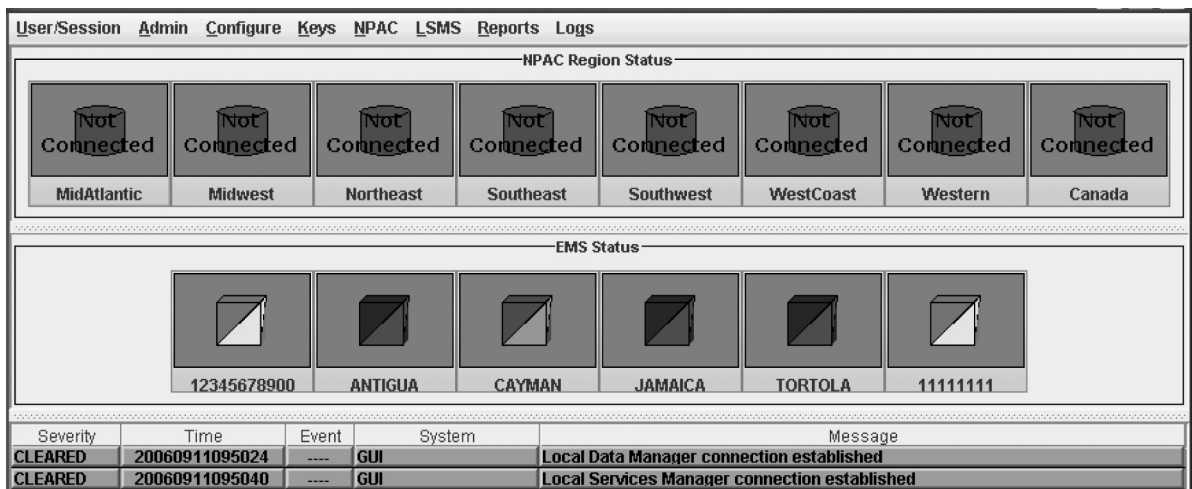 User/Session Admin Configure Keys NPAC LSMS Reports Logs
NPAC Region Status
Not Connected Not Connected Not Connected Not Connected Not Connected Not Connected Not Connected Not Connected
MidAtlantic Midwest Northeast Southeast Southwest WestCoast Western Canada
EMS Status
12345678900 ANTIGUA CAYMAN JAMAICA TORTOLA 11111111
Severity Time Event System Message
CLEARED 20060911095024 ---- GUI Local Data Manager connection established
CLEARED 20060911095040 ---- GUI Local Services Manager connection established